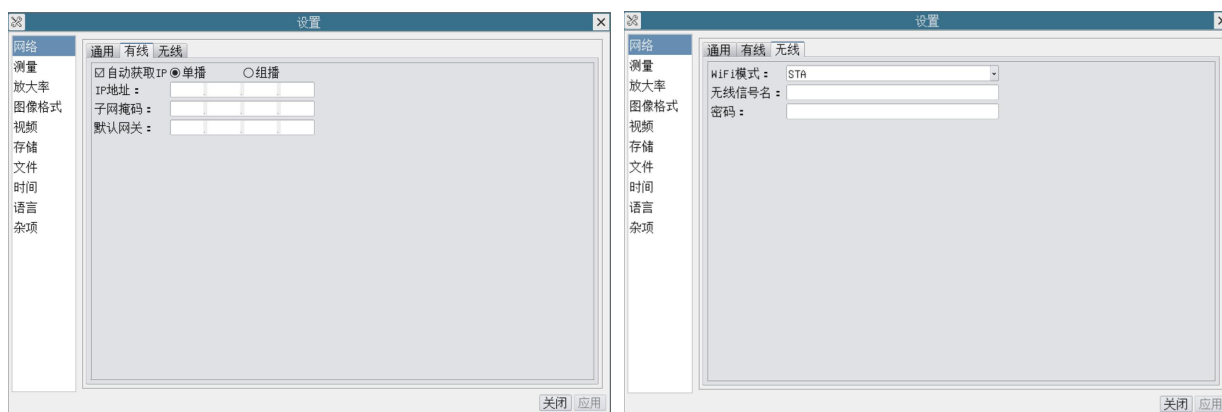 设置
网络
测量
放大率
图像格式
视频
存储
文件
时间
语言
杂项
通用 有线 无线
自动获取IP 单播 组播
IP地址：
子网掩码：
默认网关：
关闭 应用
设置
网络
测量
放大率
图像格式
视频
存储
文件
时间
语言
杂项
通用 有线 无线
WiFi模式： STA
无线信号名：
密码：
关闭 应用